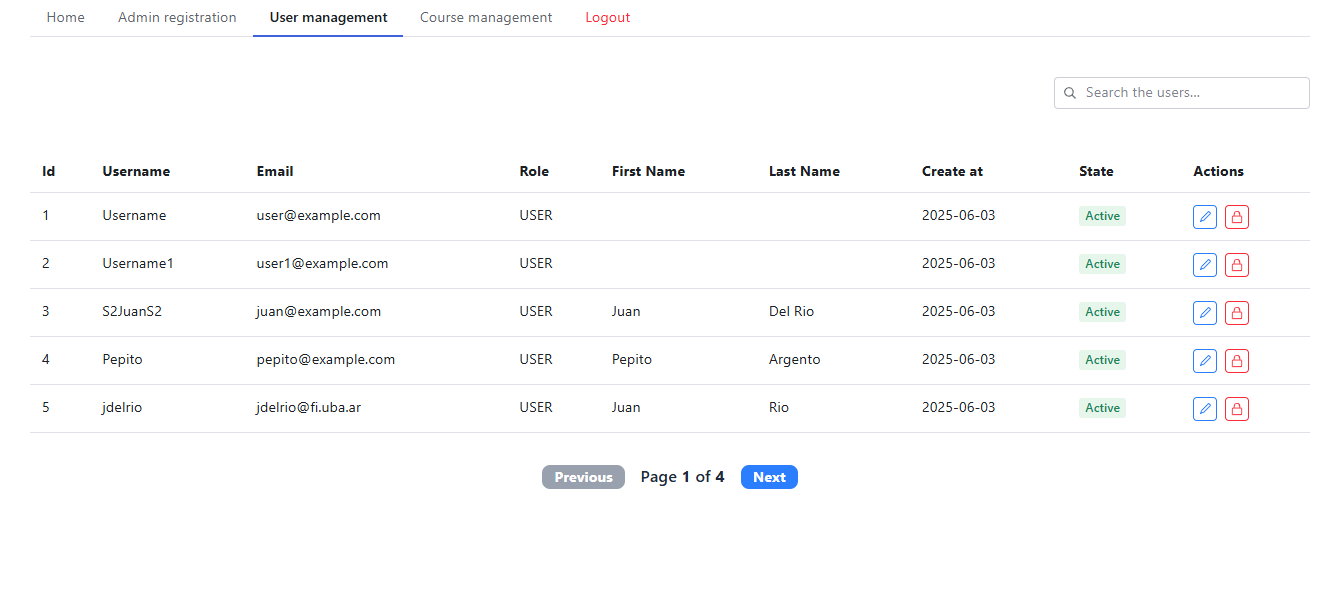 Home Admin registration User management Course management Logout
Search the users...
Id Username Email Role First Name Last Name Create at State Actions
1 Username user@example.com USER 2025-06-03 Active
2 Username1 user1@example.com USER 2025-06-03 Active
3 S2JuanS2 juan@example.com USER Juan Del Rio 2025-06-03 Active
4 Pepito pepito@example.com USER Pepito Argento 2025-06-03 Active
5 jdelrio jdelrio@fi.uba.ar USER Juan Rio 2025-06-03 Active
Previous Page 1 of 4 Next